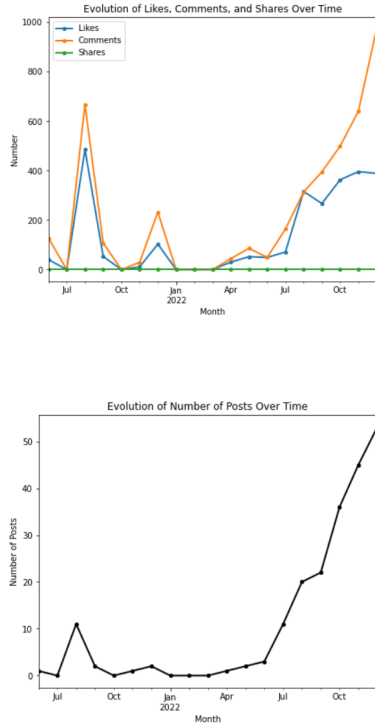 Evolution of Likes, Comments, and Shares Over Time
1000
Likes
Comments
Shares
800
600
Number
400
200
0
Jul
Oct
Jan
2022
Apr
Jul
Oct
Month
Evolution of Number of Posts Over Time
50
40
30
Number of Posts
20
10
0
Jul
Oct
Jan
2022
Apr
Jul
Oct
Month